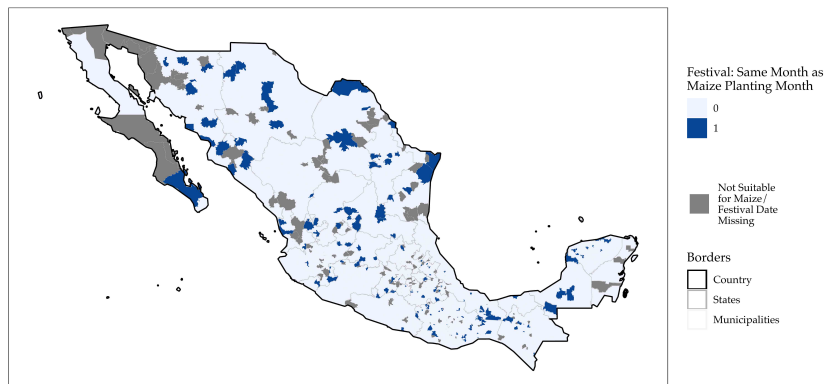 Festival: Same Month as
Maize Planting Month
0
1
Not Suitable
for Maize/
Festival Date
Missing
Borders
Country
States
Municipalities